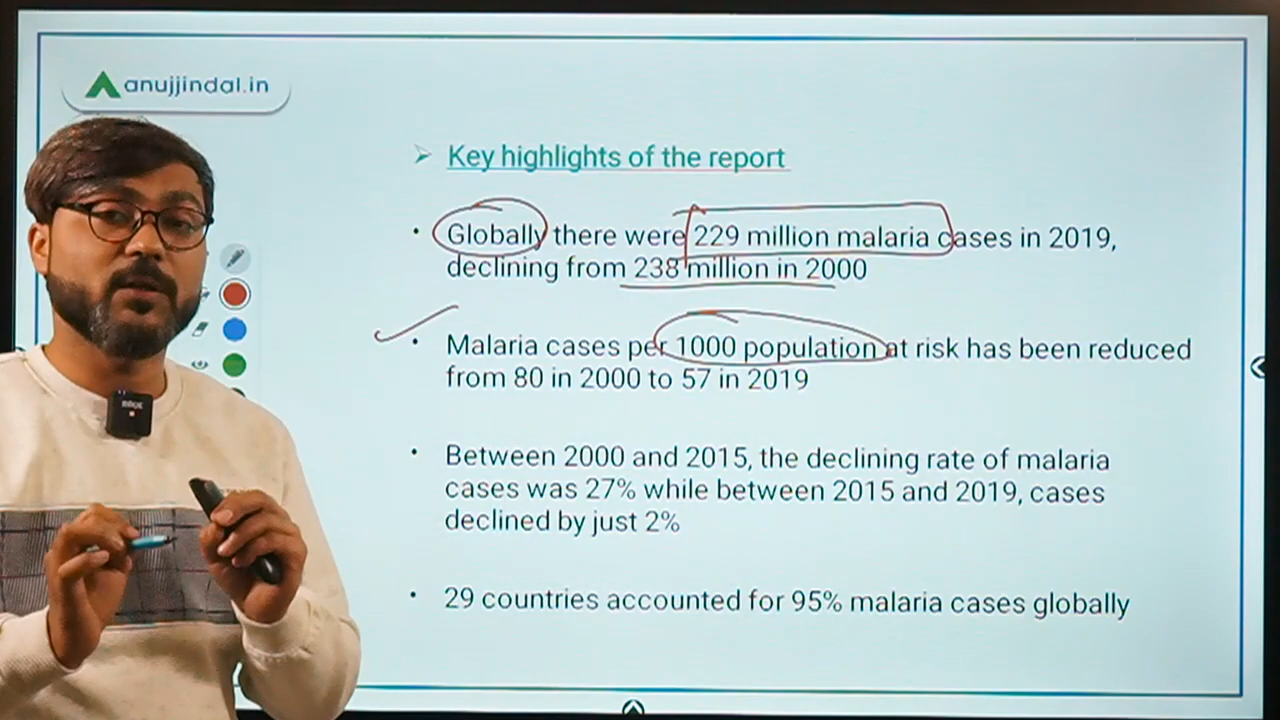 anujjindal.in
➢ Key highlights of the report
• Globally there were 229 million malaria cases in 2019,
declining from 238 million in 2000
• Malaria cases per 1000 population at risk has been reduced
from 80 in 2000 to 57 in 2019
• Between 2000 and 2015, the declining rate of malaria
cases was 27% while between 2015 and 2019, cases
declined by just 2%
• 29 countries accounted for 95% malaria cases globally
RODE